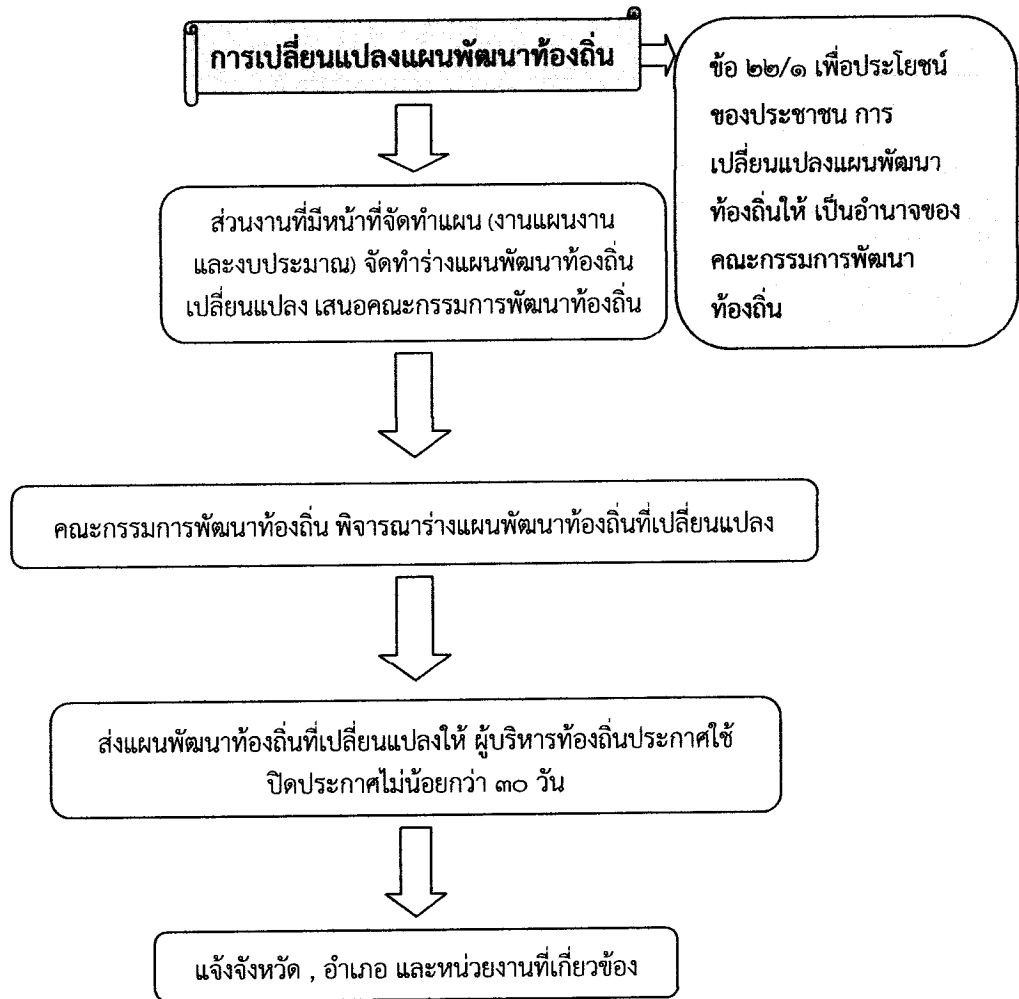 การเปลี่ยนแปลงแผนพัฒนาท้องถิ่น
ข้อ ๒๒/๑ เพื่อประโยชน์
ของประชาชน การ
เปลี่ยนแปลงแผนพัฒนา
ท้องถิ่นให้ เป็นอำนาจของ
คณะกรรมการพัฒนา
ท้องถิ่น
ส่วนงานที่มีหน้าที่จัดทำแผน (งานแผนงาน
และงบประมาณ) จัดทำร่างแผนพัฒนาท้องถิ่น
เปลี่ยนแปลง เสนอคณะกรรมการพัฒนาท้องถิ่น
คณะกรรมการพัฒนาท้องถิ่น พิจารณาร่างแผนพัฒนาท้องถิ่นที่เปลี่ยนแปลง
ส่งแผนพัฒนาท้องถิ่นที่เปลี่ยนแปลงให้ ผู้บริหารท้องถิ่นประกาศใช้
ปิดประกาศไม่น้อยกว่า ๓๐ วัน
แจ้งจังหวัด , อำเภอ และหน่วยงานที่เกี่ยวข้อง